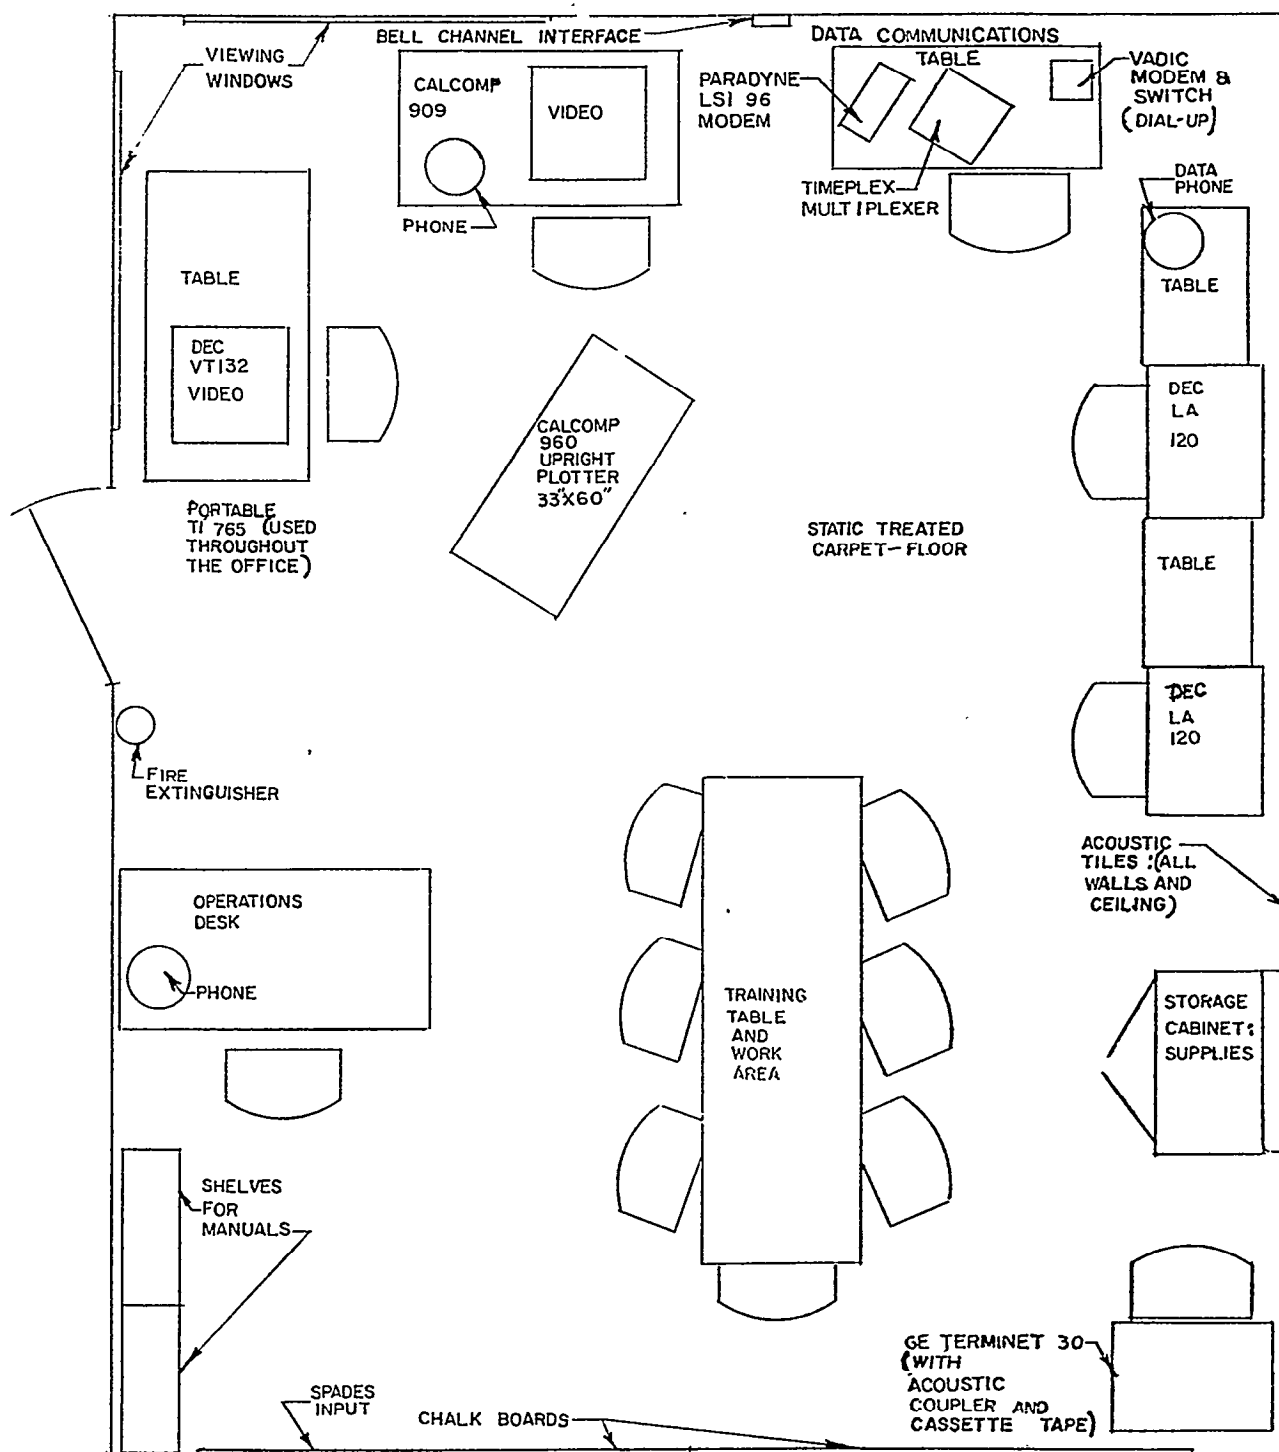 BELL CHANNEL INTERFACE
DATA COMMUNICATIONS
TABLE
VIEWING
WINDOWS
CALCOMP
909
VIDEO
PHONE
PARADYNE
LSI 96
MODEM
VADIC
MODEM &
SWITCH
(DIAL-UP)
TIMEPLEX
MULTIPLEXER
DATA
PHONE
TABLE
TABLE
DEC
VT132
VIDEO
DEC
LA
120
CALCOMP
960
UPRIGHT
PLOTTER
33"X60"
PORTABLE
TI 765 (USED
THROUGHOUT
THE OFFICE)
STATIC TREATED
CARPET-FLOOR
TABLE
DEC
LA
120
FIRE
EXTINGUISHER
ACOUSTIC
TILES :(ALL
WALLS AND
CEILING)
OPERATIONS
DESK
PHONE
TRAINING
TABLE
AND
WORK
AREA
STORAGE
CABINET:
SUPPLIES
SHELVES
FOR
MANUALS
GE TERMINET 30
(WITH
ACOUSTIC
COUPLER AND
CASSETTE TAPE)
SPADES
INPUT
CHALK BOARDS